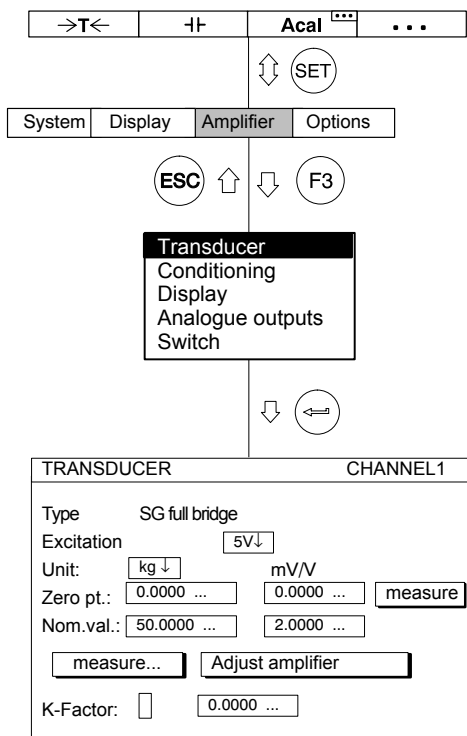 →T← ⊣⊢ Acal ... ...
SET
System Display Amplifier Options
ESC F3
Transducer
Conditioning
Display
Analogue outputs
Switch
TRANSDUCER CHANNEL1
Type SG full bridge
Excitation 5V↓
Unit: kg ↓ mV/V
Zero pt.: 0.0000 ... 0.0000 ... measure
Nom.val.: 50.0000 ... 2.0000 ...
measure... Adjust amplifier
K-Factor: 0.0000 ...